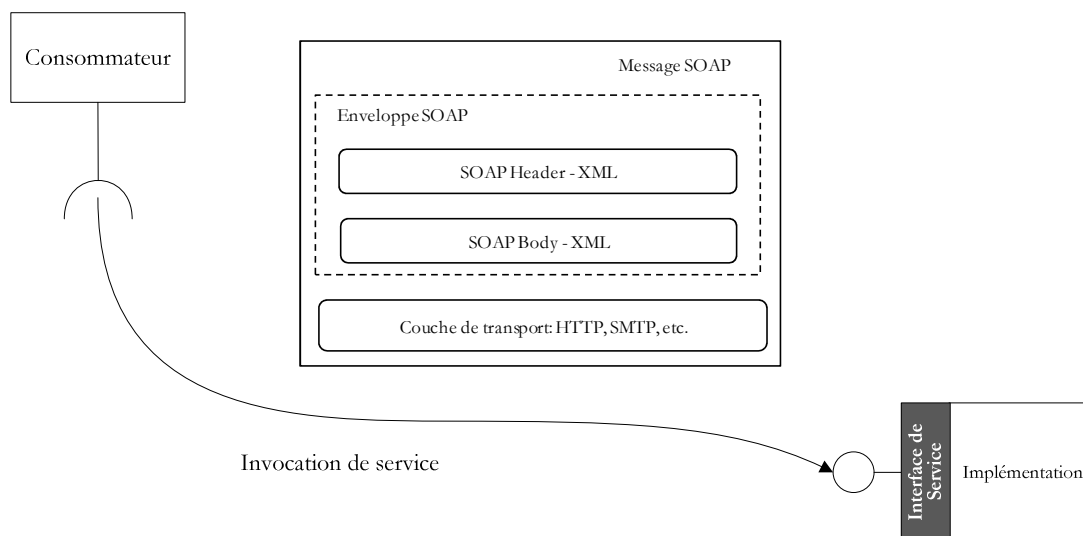 Consommateur
Message SOAP
Enveloppe SOAP
SOAP Header - XML
SOAP Body - XML
Couche de transport: HTTP, SMTP, etc.
Invocation de service
Interface de
Service
Implémentation